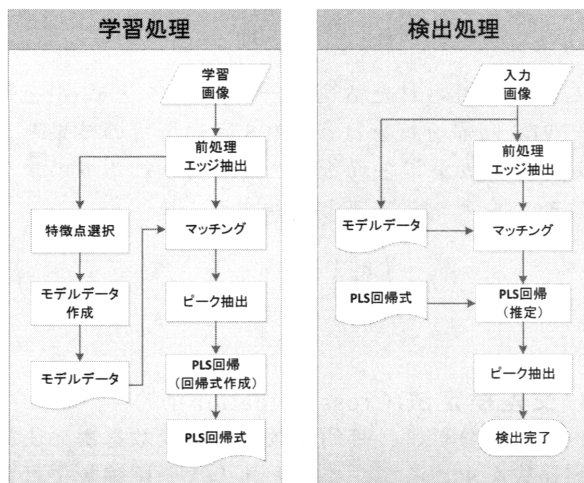 学習処理
学習
画像
前処理
エッジ抽出
特徴点選択
マッチング
モデルデータ
作成
ピーク抽出
モデルデータ
PLS回帰
(回帰式作成)
PLS回帰式
検出処理
入力
画像
前処理
エッジ抽出
モデルデータ
マッチング
PLS回帰式
PLS回帰
(推定)
ピーク抽出
検出完了